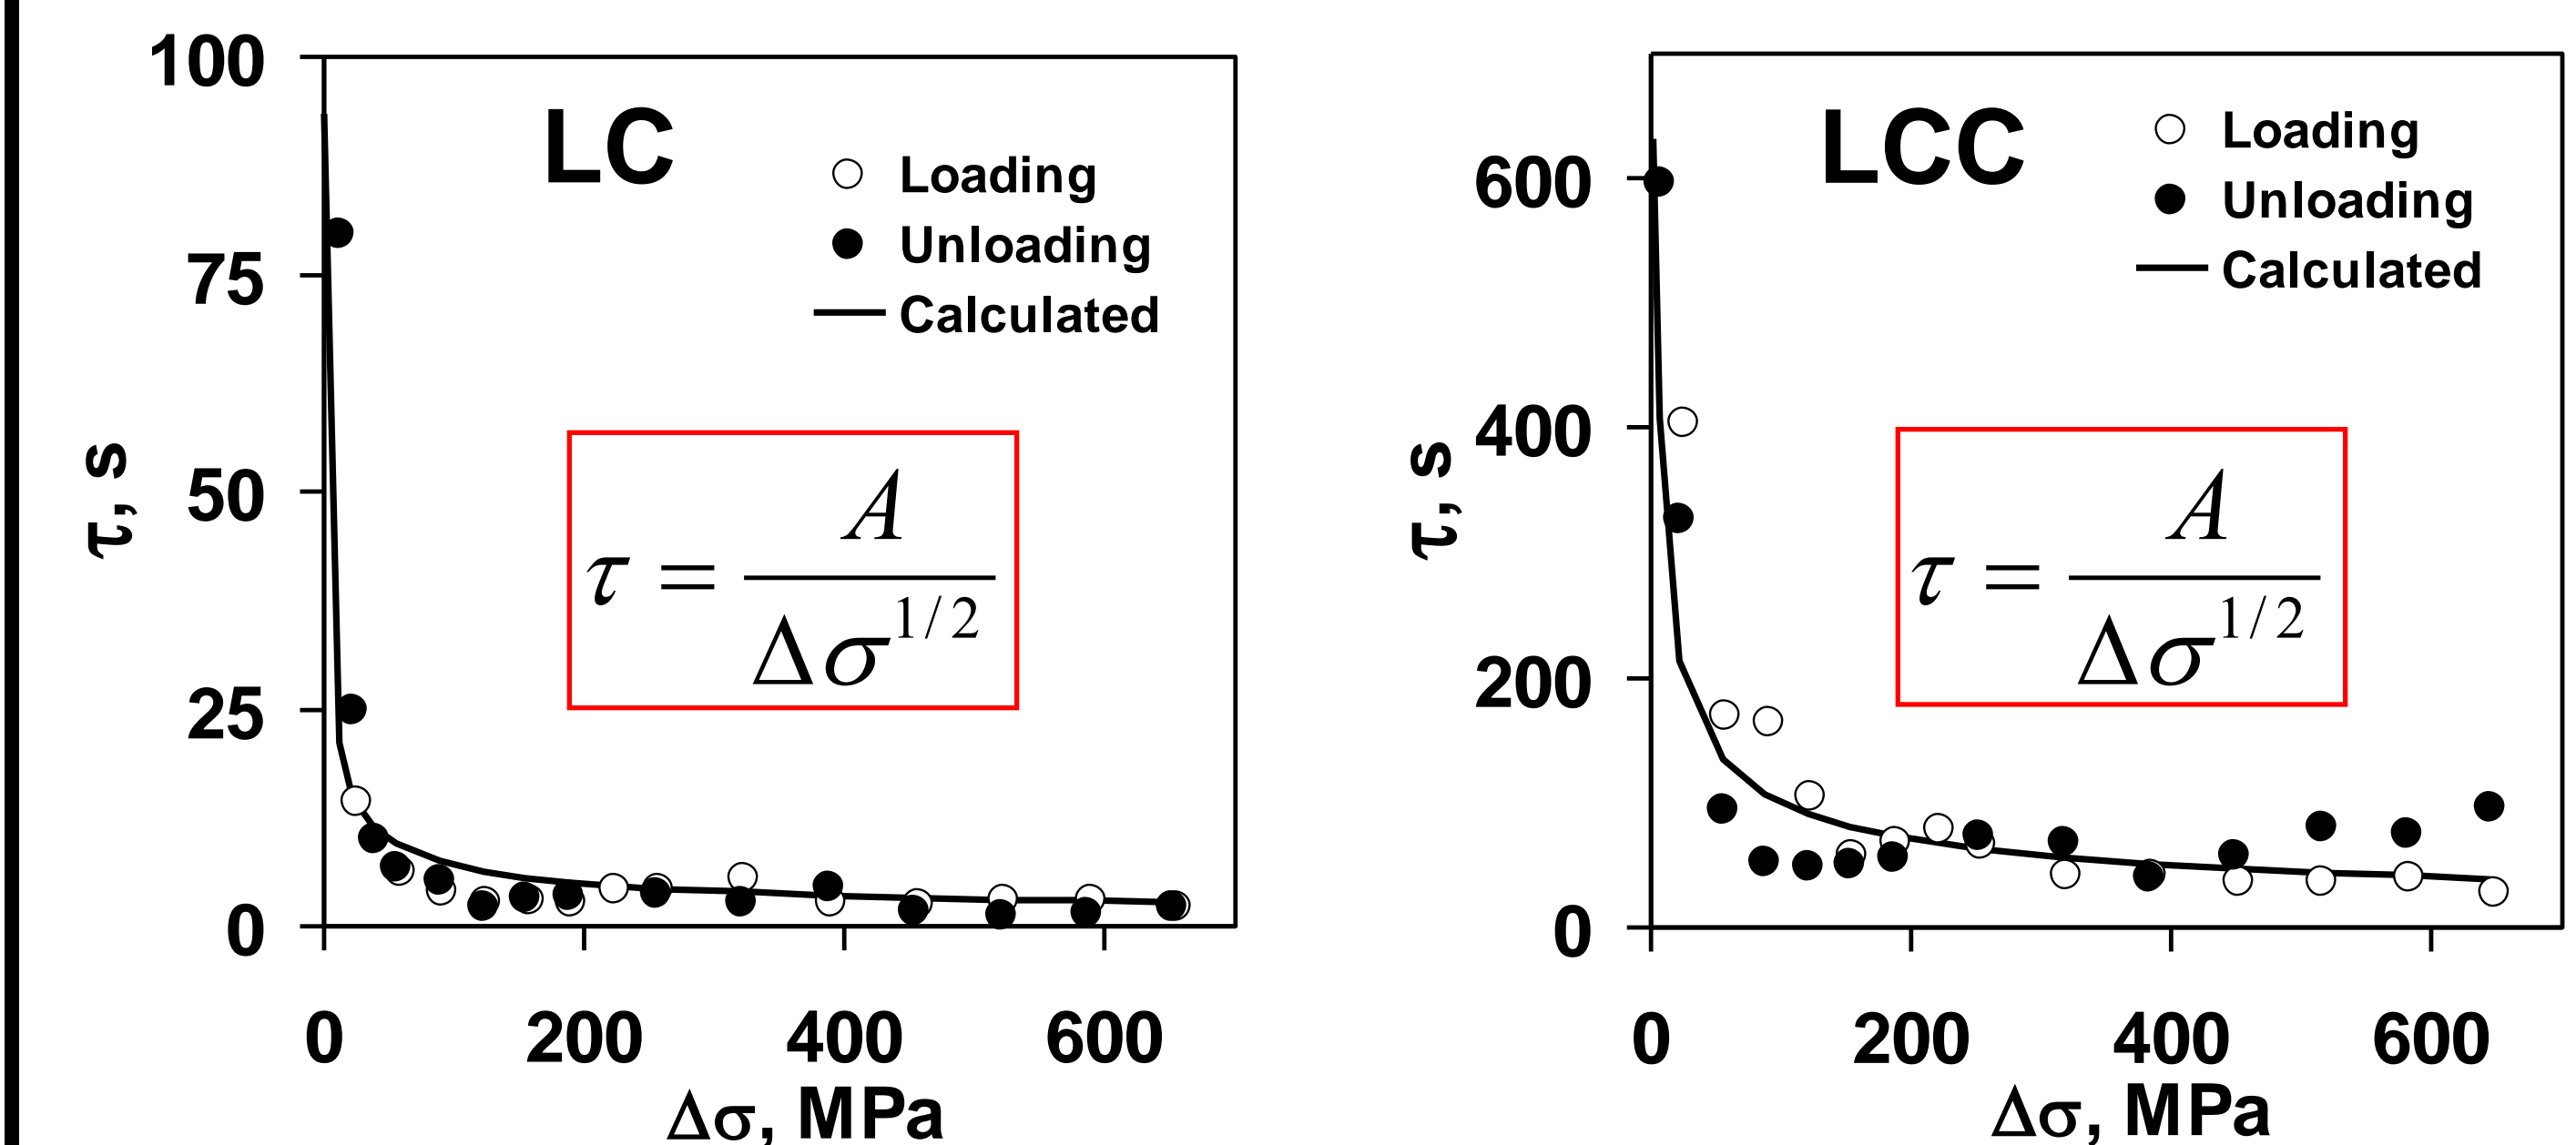 LC
Loading
Unloading
Calculated
100
75
50
25
0
τ, s
τ = A / Δσ^{1/2}
0 200 400 600
Δσ, MPa
LCC
Loading
Unloading
Calculated
600
400
200
0
τ, s
τ = A / Δσ^{1/2}
0 200 400 600
Δσ, MPa